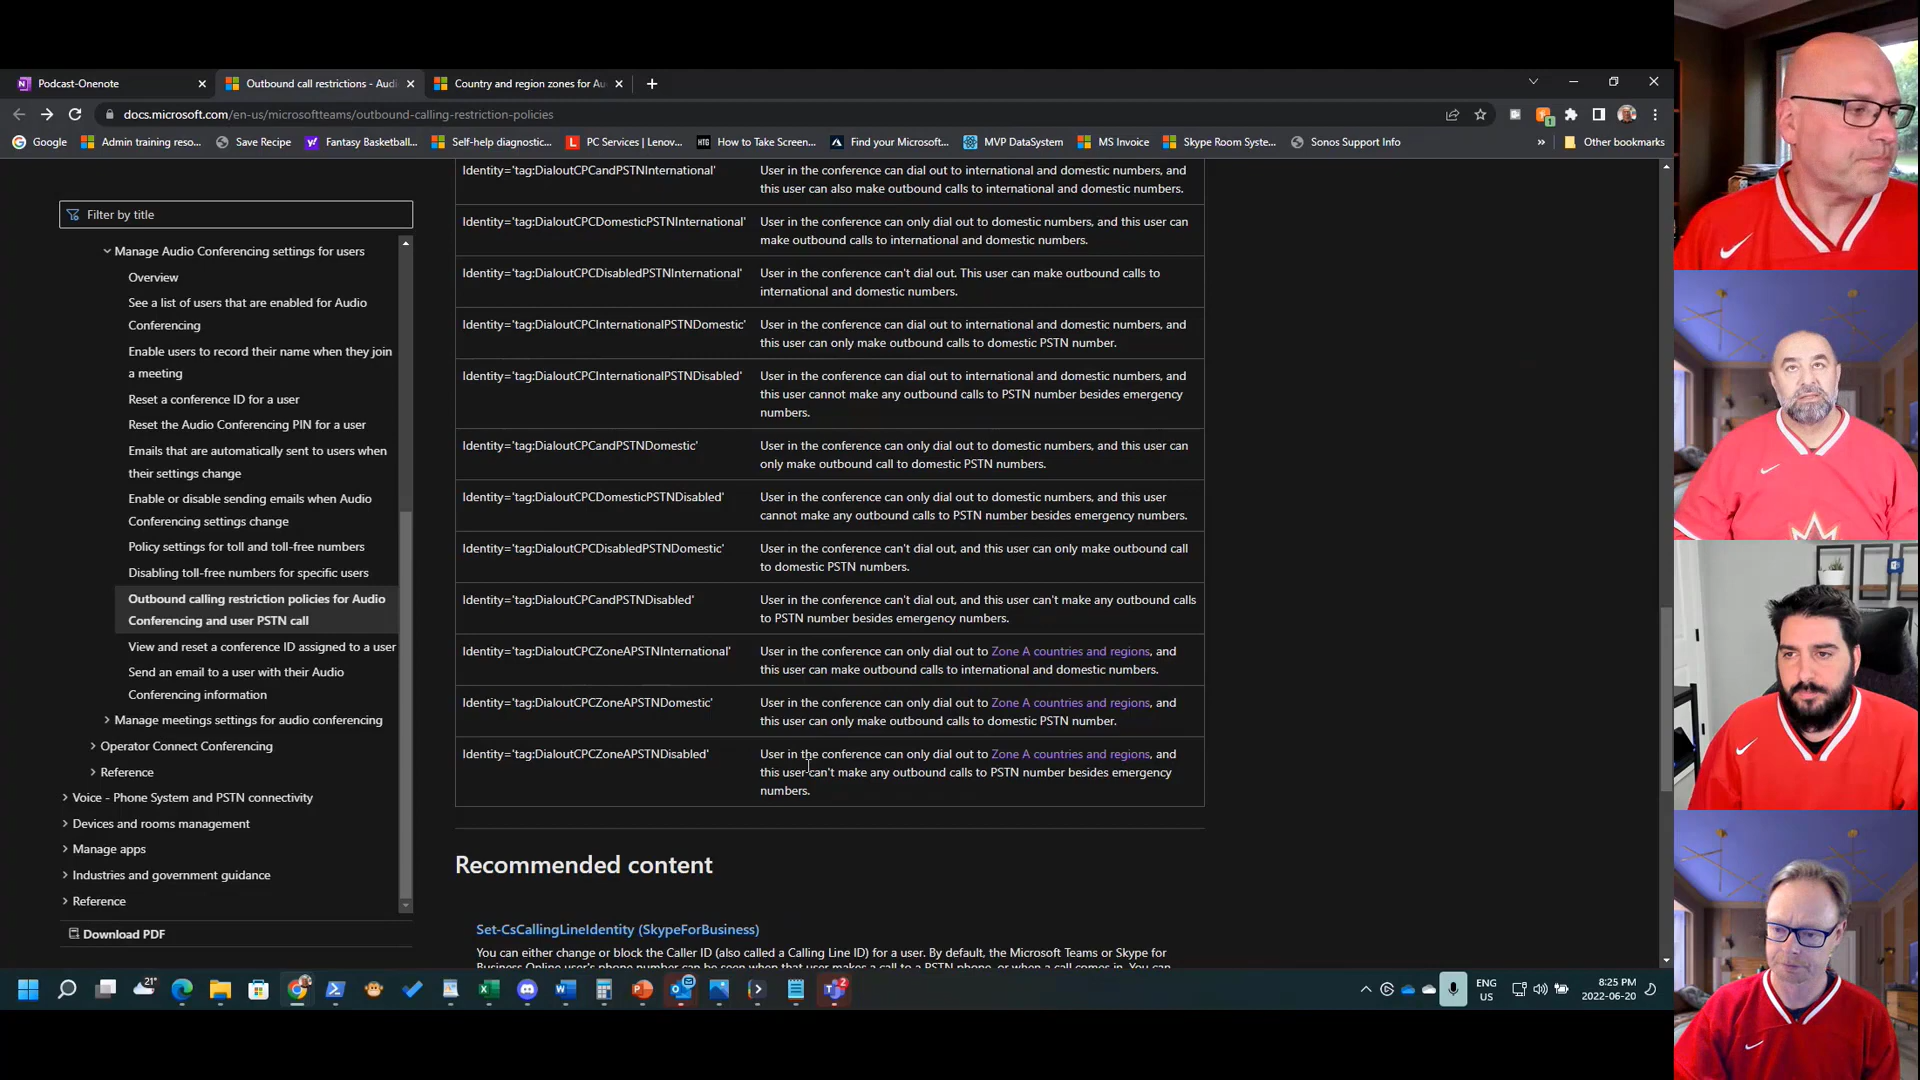 Podcast-Onenote
Outbound call restrictions - Audi
Country and region zones for Au
docs.microsoft.com/en-us/microsoftteams/outbound-calling-restriction-policies
Google
Admin training reso...
Save Recipe
Fantasy Basketball...
Self-help diagnostic...
PC Services | Lenov...
How to Take Screen...
Find your Microsoft...
MVP DataSystem
MS Invoice
Skype Room Syste...
Sonos Support Info
»
Other bookmarks
Filter by title
Manage Audio Conferencing settings for users
Overview
See a list of users that are enabled for Audio
Conferencing
Enable users to record their name when they join
a meeting
Reset a conference ID for a user
Reset the Audio Conferencing PIN for a user
Emails that are automatically sent to users when
their settings change
Enable or disable sending emails when Audio
Conferencing settings change
Policy settings for toll and toll-free numbers
Disabling toll-free numbers for specific users
Outbound calling restriction policies for Audio
Conferencing and user PSTN call
View and reset a conference ID assigned to a user
Send an email to a user with their Audio
Conferencing information
Manage meetings settings for audio conferencing
Operator Connect Conferencing
Reference
Voice - Phone System and PSTN connectivity
Devices and rooms management
Manage apps
Industries and government guidance
Reference
Download PDF
Identity='tag:DialoutCPCandPSTNInternational'
User in the conference can dial out to international and domestic numbers, and
this user can also make outbound calls to international and domestic numbers.
Identity='tag:DialoutCPCDomesticPSTNInternational'
User in the conference can only dial out to domestic numbers, and this user can
make outbound calls to international and domestic numbers.
Identity='tag:DialoutCPCDisabledPSTNInternational'
User in the conference can't dial out. This user can make outbound calls to
international and domestic numbers.
Identity='tag:DialoutCPCInternationalPSTNDomestic'
User in the conference can dial out to international and domestic numbers, and
this user can only make outbound calls to domestic PSTN number.
Identity='tag:DialoutCPCInternationalPSTNDisabled'
User in the conference can dial out to international and domestic numbers, and
this user cannot make any outbound calls to PSTN number besides emergency
numbers.
Identity='tag:DialoutCPCandPSTNDomestic'
User in the conference can only dial out to domestic numbers, and this user can
only make outbound call to domestic PSTN numbers.
Identity='tag:DialoutCPCDomesticPSTNDisabled'
User in the conference can only dial out to domestic numbers, and this user
cannot make any outbound calls to PSTN number besides emergency numbers.
Identity='tag:DialoutCPCDisabledPSTNDomestic'
User in the conference can't dial out, and this user can only make outbound call
to domestic PSTN numbers.
Identity='tag:DialoutCPCandPSTNDisabled'
User in the conference can't dial out, and this user can't make any outbound calls
to PSTN number besides emergency numbers.
Identity='tag:DialoutCPCZoneAPSTNInternational'
User in the conference can only dial out to Zone A countries and regions, and
this user can make outbound calls to international and domestic numbers.
Identity='tag:DialoutCPCZoneAPSTNDomestic'
User in the conference can only dial out to Zone A countries and regions, and
this user can only make outbound calls to domestic PSTN number.
Identity='tag:DialoutCPCZoneAPSTNDisabled'
User in the conference can only dial out to Zone A countries and regions, and
this user can't make any outbound calls to PSTN number besides emergency
numbers.
Recommended content
Set-CsCallingLineIdentity (SkypeForBusiness)
You can either change or block the Caller ID (also called a Calling Line ID) for a user. By default, the Microsoft Teams or Skype for
Business Online user's phone number can be seen when that user makes a call to a PSTN phone, or when a call comes in. You can
21°
2
ENG
US
8:25 PM
2022-06-20